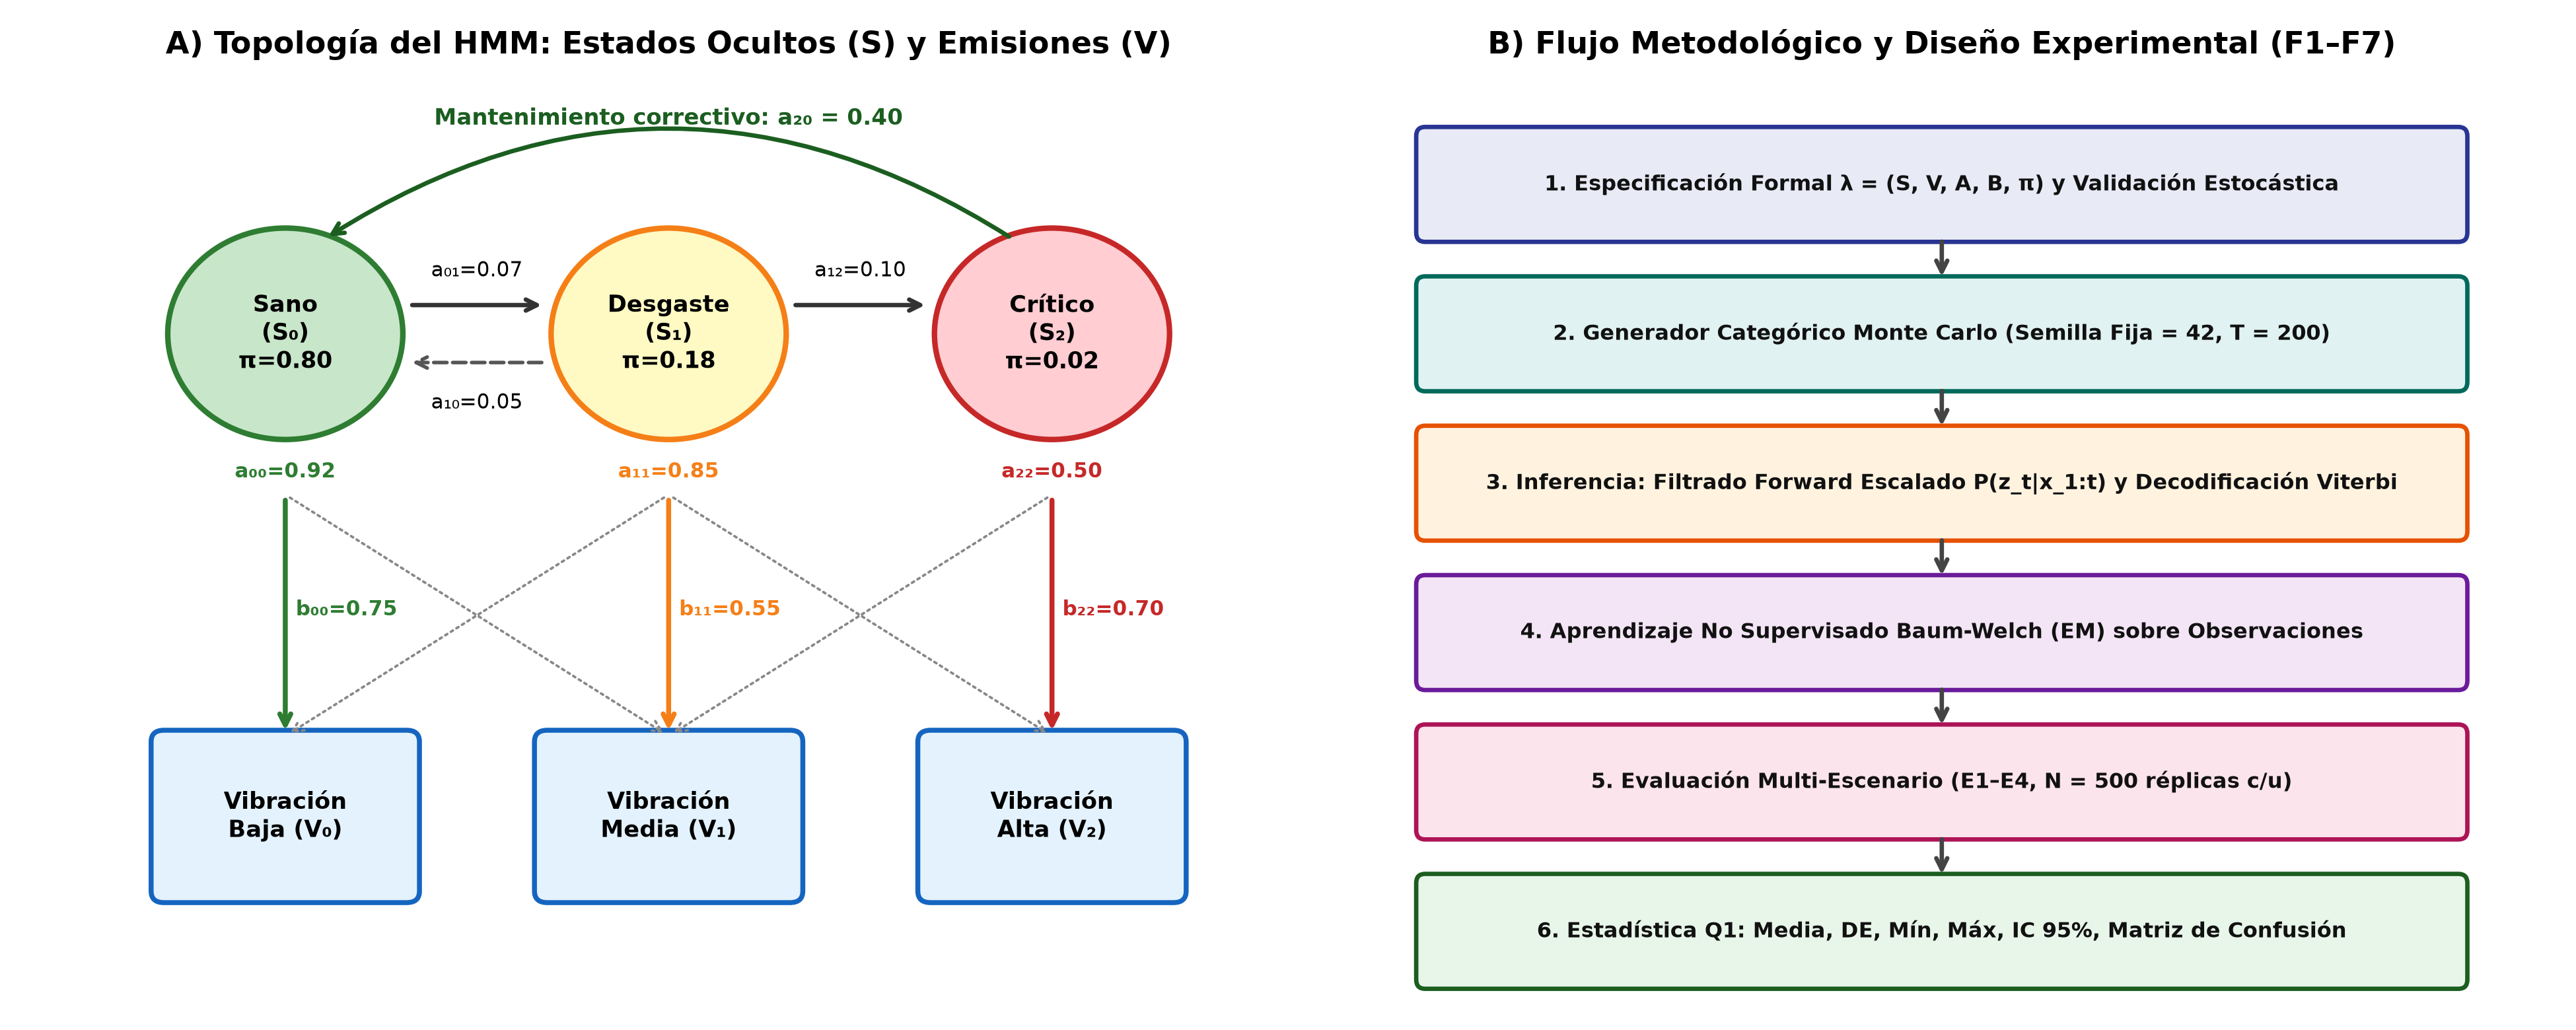 A) Topología del HMM: Estados Ocultos (S) y Emisiones (V)
Mantenimiento correctivo: a₂₀ = 0.40
Sano
(S₀)
π=0.80
a₀₁=0.07
a₁₀=0.05
Desgaste
(S₁)
π=0.18
a₁₂=0.10
Crítico
(S₂)
π=0.02
a₀₀=0.92
a₁₁=0.85
a₂₂=0.50
b₀₀=0.75
b₁₁=0.55
b₂₂=0.70
Vibración
Baja (V₀)
Vibración
Media (V₁)
Vibración
Alta (V₂)
B) Flujo Metodológico y Diseño Experimental (F1–F7)
1. Especificación Formal λ = (S, V, A, B, π) y Validación Estocástica
2. Generador Categórico Monte Carlo (Semilla Fija = 42, T = 200)
3. Inferencia: Filtrado Forward Escalado P(z_t|x_1:t) y Decodificación Viterbi
4. Aprendizaje No Supervisado Baum-Welch (EM) sobre Observaciones
5. Evaluación Multi-Escenario (E1–E4, N = 500 réplicas c/u)
6. Estadística Q1: Media, DE, Mín, Máx, IC 95%, Matriz de Confusión